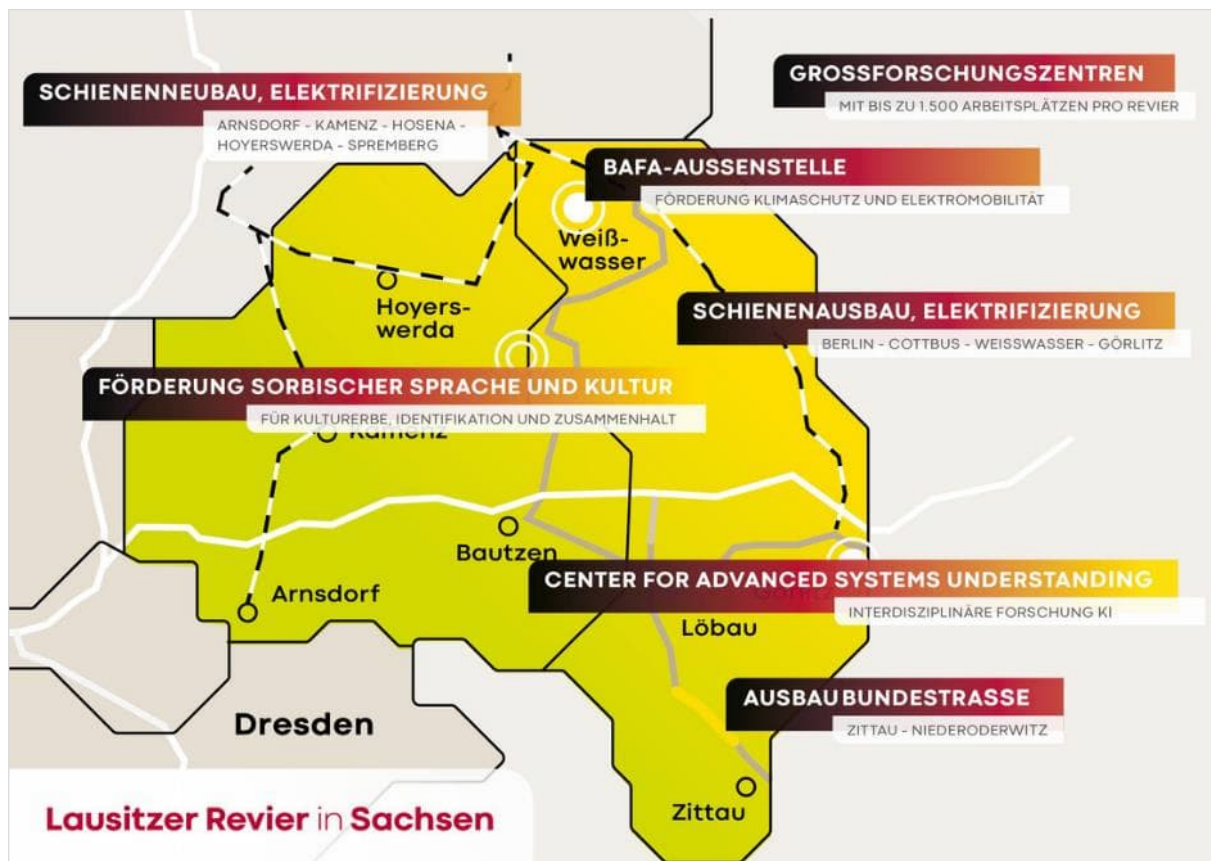 SCHIENENNEUBAU, ELEKTRIFIZIERUNG
ARNSDORF - KAMENZ - HOSENA -
HOYERSWERDA - SPREMBERG
GROSSFORSCHUNGSZENTREN
MIT BIS ZU 1.500 ARBEITSPLÄTZEN PRO REVIER
BAFA-AUSSENSTELLE
FÖRDERUNG KLIMASCHUTZ UND ELEKTROMOBILITÄT
Weiß-
wasser
Hoyers-
werda
SCHIENENAUSBAU, ELEKTRIFIZIERUNG
BERLIN - COTTBUS - WEISSWASSER - GÖRLITZ
FÖRDERUNG SORBISCHER SPRACHE UND KULTUR
FÜR KULTURERBE, IDENTIFIKATION UND ZUSAMMENHALT
Kamenz
Bautzen
CENTER FOR ADVANCED SYSTEMS UNDERSTANDING
Görlitz
INTERDISZIPLINÄRE FORSCHUNG KI
Arnsdorf
Löbau
AUSBAU BUNDESTRASSE
ZITTAU - NIEDERODERWITZ
Dresden
Zittau
Lausitzer Revier in Sachsen